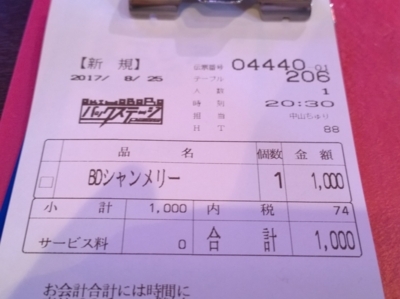 【新規】 伝票番号 04440-01
テーブル 206
2017/ 8/25 人数 1
時刻 20:30
バックステージ 担当 中山ちゅり
HT 88
品名 個数 金額
BDシャンメリー 1 1,000
小計 1,000 内税 74
サービス料 0 合計 1,000
お会計合計には時間に